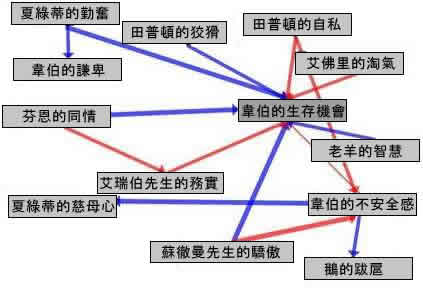 夏綠蒂的勤奮
田普頓的狡猾
田普頓的自私
韋伯的謙卑
艾佛里的淘氣
芬恩的同情
韋伯的生存機會
老羊的智慧
艾瑞伯先生的務實
夏綠蒂的慈母心
韋伯的不安全感
蘇徹曼先生的驕傲
鵝的跋扈